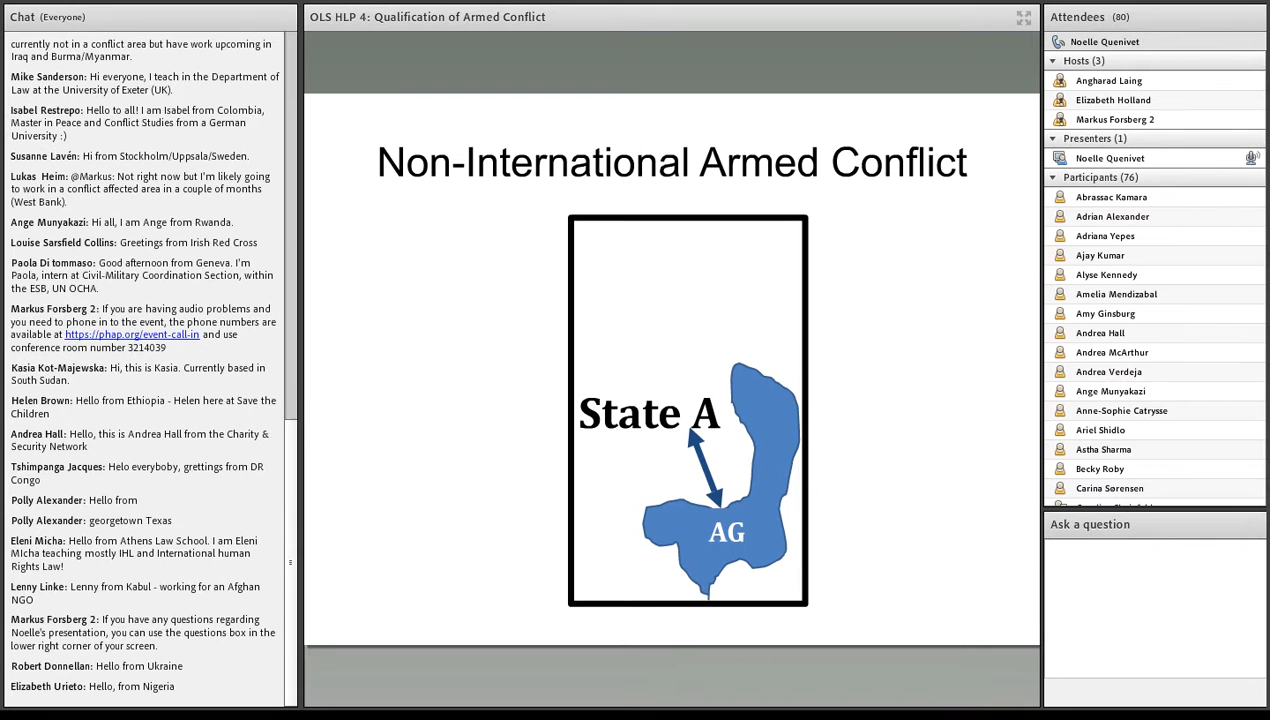 Chat (Everyone)
currently not in a conflict area but have work upcoming in
Iraq and Burma/Myanmar.
Mike Sanderson: Hi everyone, I teach in the Department of
Law at the University of Exeter (UK).
Isabel Restrepo: Hello to all! I am Isabel from Colombia,
Master in Peace and Conflict Studies from a German
University :)
Susanne Lavén: Hi from Stockholm/Uppsala/Sweden.
Lukas Heim: @Markus: Not right now but I'm likely going
to work in a conflict affected area in a couple of months
(West Bank).
Ange Munyakazi: Hi all, I am Ange from Rwanda.
Louise Sarsfield Collins: Greetings from Irish Red Cross
Paola Di tommaso: Good afternoon from Geneva. I'm
Paola, intern at Civil-Military Coordination Section, within
the ESB, UN OCHA.
Markus Forsberg 2: If you are having audio problems and
you need to phone in to the event, the phone numbers are
available at https://phap.org/event-call-in and use
conference room number 3214039
Kasia Kot-Majewska: Hi, this is Kasia. Currently based in
South Sudan.
Helen Brown: Hello from Ethiopia - Helen here at Save the
Children
Andrea Hall: Hello, this is Andrea Hall from the Charity &
Security Network
Tshimpanga Jacques: Helo everyboby, grettings from DR
Congo
Polly Alexander: Hello from
Polly Alexander: georgetown Texas
Eleni Micha: Hello from Athens Law School. I am Eleni
MIcha teaching mostly IHL and International human
Rights Law!
Lenny Linke: Lenny from Kabul - working for an Afghan
NGO
Markus Forsberg 2: If you have any questions regarding
Noelle's presentation, you can use the questions box in the
lower right corner of your screen.
Robert Donnellan: Hello from Ukraine
Elizabeth Urieto: Hello, from Nigeria
OLS HLP 4: Qualification of Armed Conflict
Non-International Armed Conflict
State A
AG
Attendees (80)
Noelle Quenivet
Hosts (3)
Angharad Laing
Elizabeth Holland
Markus Forsberg 2
Presenters (1)
Noelle Quenivet
Participants (76)
Abrassac Kamara
Adrian Alexander
Adriana Yepes
Ajay Kumar
Alyse Kennedy
Amelia Mendizabal
Amy Ginsburg
Andrea Hall
Andrea McArthur
Andrea Verdeja
Ange Munyakazi
Anne-Sophie Catrysse
Ariel Shidlo
Astha Sharma
Becky Roby
Carina Sørensen
Ask a question